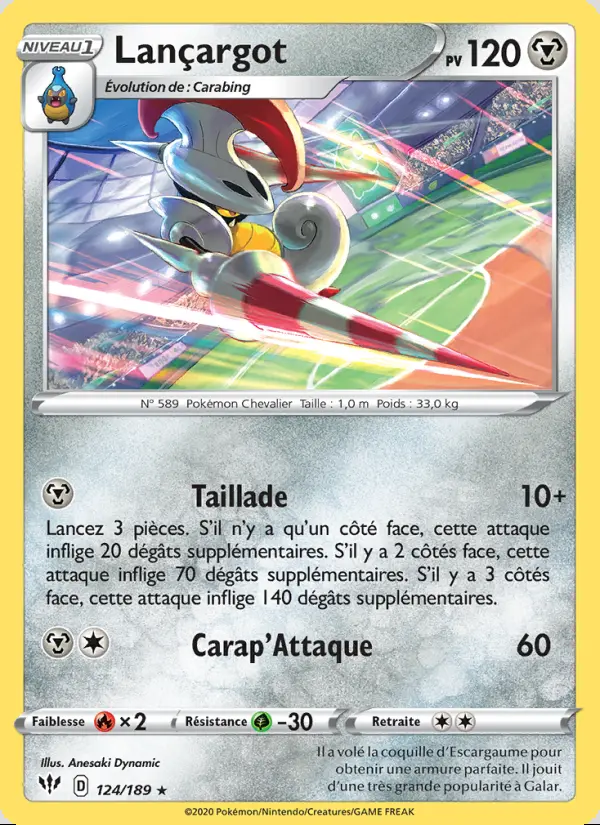 NIVEAU 1
Lançargot
PV 120
Évolution de : Carabing
N° 589 Pokémon Chevalier Taille : 1,0 m Poids : 33,0 kg
Taillade 10+
Lancez 3 pièces. S'il n'y a qu'un côté face, cette attaque
inflige 20 dégâts supplémentaires. S'il y a 2 côtés face, cette
attaque inflige 70 dégâts supplémentaires. S'il y a 3 côtés
face, cette attaque inflige 140 dégâts supplémentaires.
Carap'Attaque 60
Faiblesse ×2 Résistance -30 Retraite
Illus. Anesaki Dynamic
Il a volé la coquille d'Escargaume pour
obtenir une armure parfaite. Il jouit
d'une très grande popularité à Galar.
D 124/189 ★
©2020 Pokémon/Nintendo/Creatures/GAME FREAK